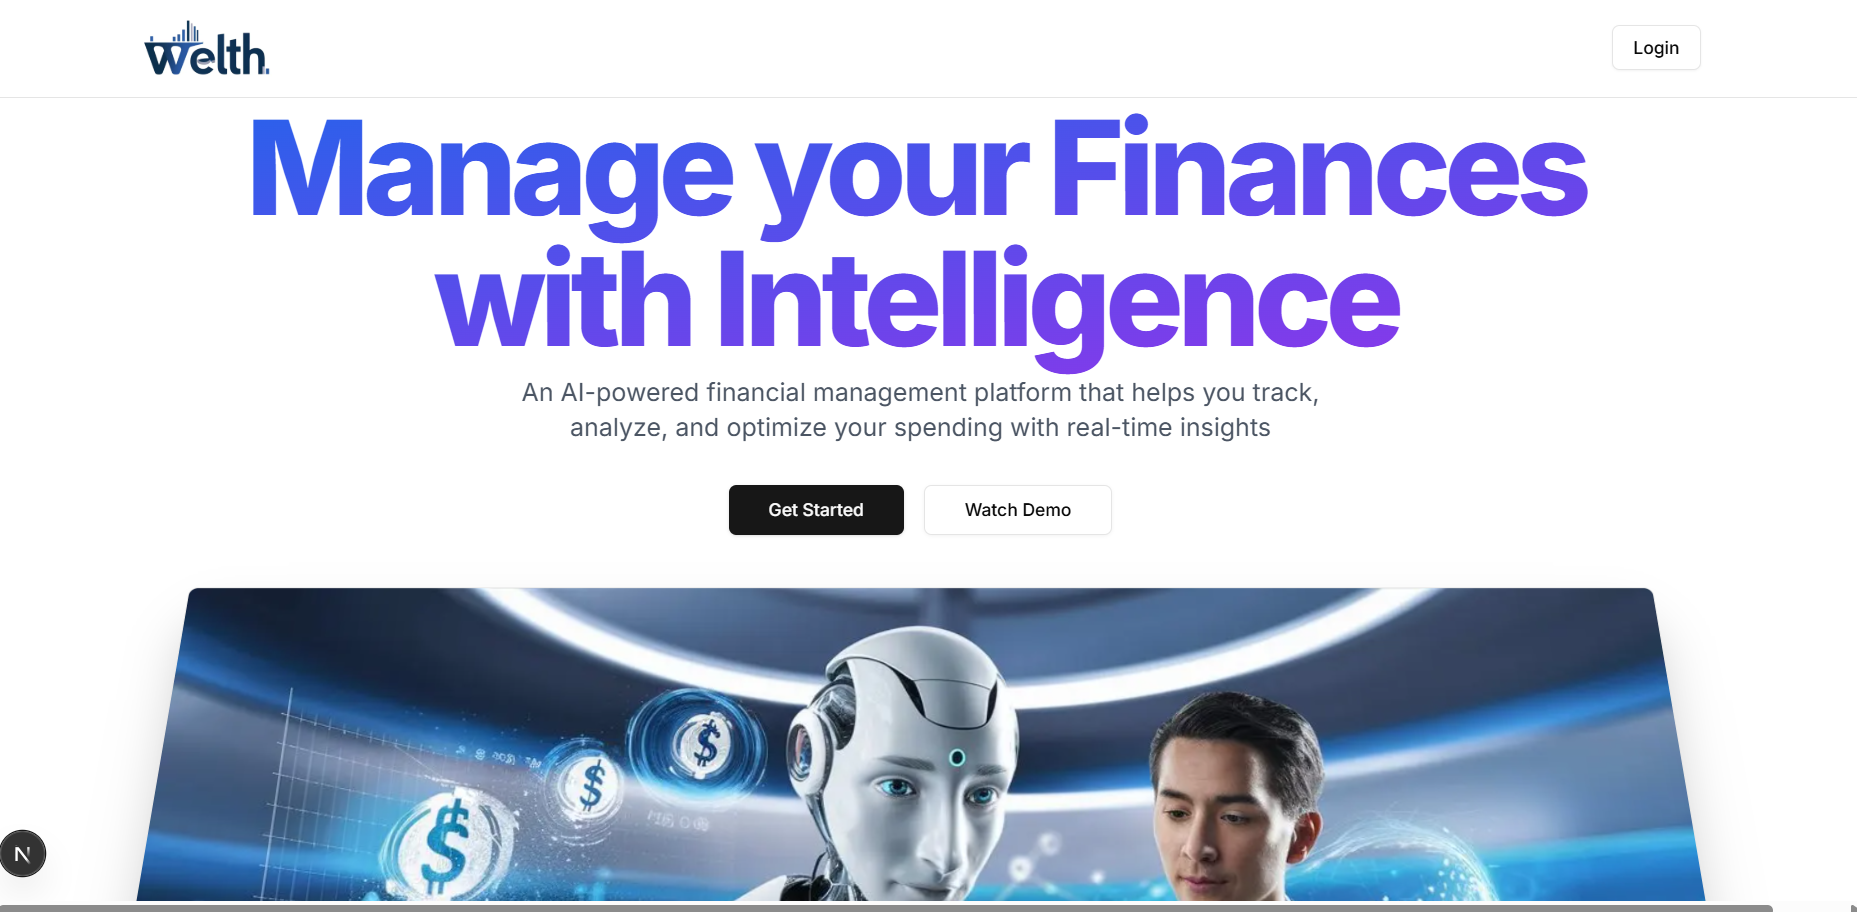 Welth.
Login
Manage your Finances
with Intelligence
An AI-powered financial management platform that helps you track,
analyze, and optimize your spending with real-time insights
Get Started
Watch Demo
$
$
$
N